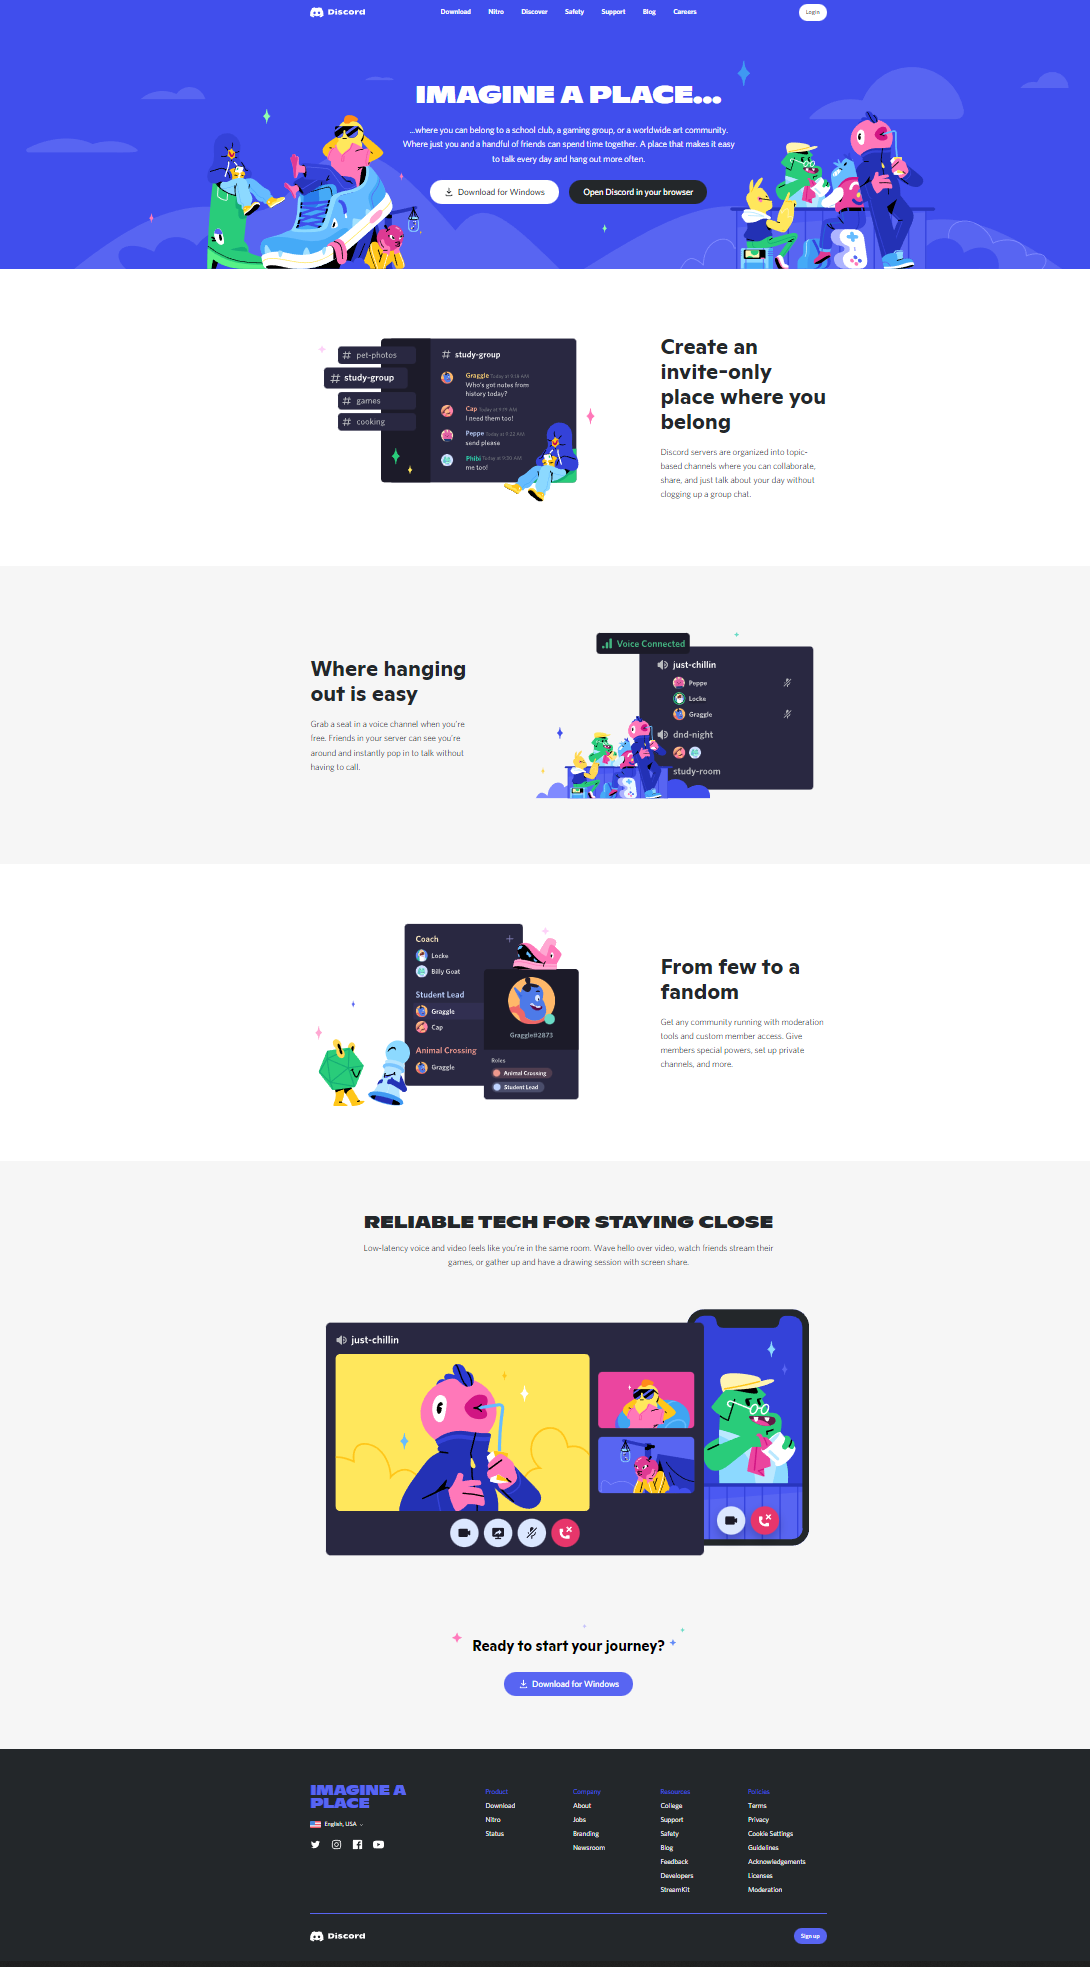 Discord
Download Nitro Discover Safety Support Blog Careers
Login
IMAGINE A PLACE...
...where you can belong to a school club, a gaming group, or a worldwide art community.
Where just you and a handful of friends can spend time together. A place that makes it easy
to talk every day and hang out more often.
Download for Windows
Open Discord in your browser
# pet-photos
# study-group
# games
# cooking
# study-group
Graggle Today at 9:18 AM
Who's got notes from
history today?
Cap Today at 9:19 AM
I need them too!
Peppe Today at 9:22 AM
send please
Phibi Today at 9:30 AM
me too!
Create an
invite-only
place where you
belong
Discord servers are organized into topic-
based channels where you can collaborate,
share, and just talk about your day without
clogging up a group chat.
Where hanging
out is easy
Grab a seat in a voice channel when you're
free. Friends in your server can see you're
around and instantly pop in to talk without
having to call.
Voice Connected
just-chillin
Peppe
Locke
Graggle
dnd-night
study-room
Coach
Locke
Billy Goat
Student Lead
Graggle
Cap
Animal Crossing
Graggle
Graggle#2873
Roles
Animal Crossing
Student Lead
From few to a
fandom
Get any community running with moderation
tools and custom member access. Give
members special powers, set up private
channels, and more.
RELIABLE TECH FOR STAYING CLOSE
Low-latency voice and video feels like you're in the same room. Wave hello over video, watch friends stream their
games, or gather up and have a drawing session with screen share.
just-chillin
Ready to start your journey?
Download for Windows
IMAGINE A
PLACE
English, USA
Product
Download
Nitro
Status
Company
About
Jobs
Branding
Newsroom
Resources
College
Support
Safety
Blog
Feedback
Developers
StreamKit
Policies
Terms
Privacy
Cookie Settings
Guidelines
Acknowledgements
Licenses
Moderation
Discord
Sign up